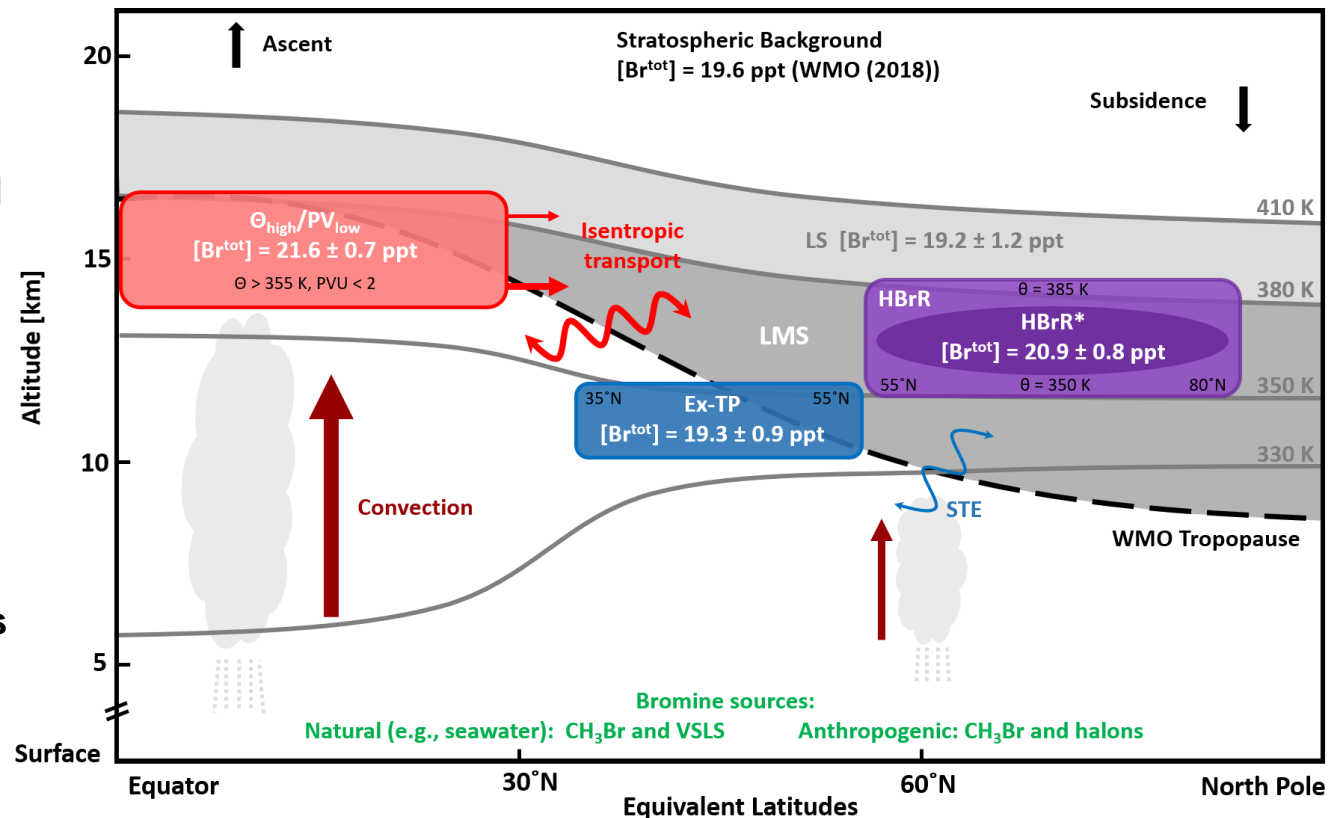 20
Ascent
Stratospheric Background
[Br^tot] = 19.6 ppt (WMO (2018))
Subsidence
Θ_high/PV_low
[Br^tot] = 21.6 ± 0.7 ppt
Θ > 355 K, PVU < 2
Isentropic
transport
410 K
LS [Br^tot] = 19.2 ± 1.2 ppt
15
380 K
HBrR
θ = 385 K
HBrR*
[Br^tot] = 20.9 ± 0.8 ppt
55˚N
θ = 350 K
80˚N
LMS
350 K
Altitude [km]
35˚N
Ex-TP
55˚N
[Br^tot] = 19.3 ± 0.9 ppt
10
330 K
Convection
STE
WMO Tropopause
s
5
Bromine sources:
Natural (e.g., seawater): CH₃Br and VSLS
Anthropogenic: CH₃Br and halons
Surface
Equator
30˚N
60˚N
North Pole
Equivalent Latitudes